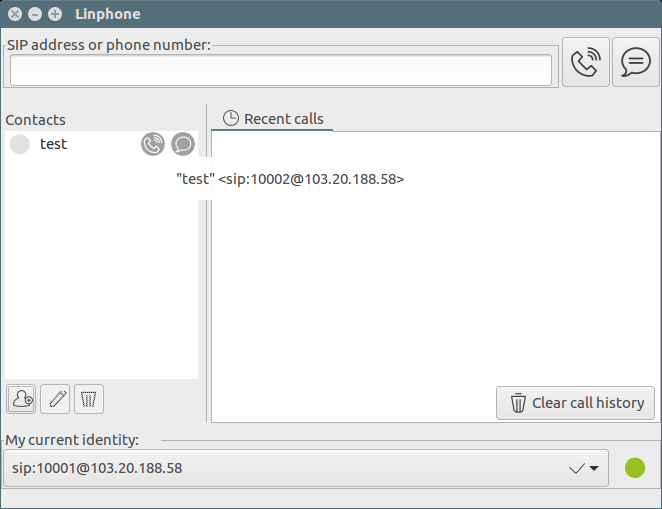 Linphone
SIP address or phone number:
Contacts
Recent calls
test
"test" <sip:10002@103.20.188.58>
Clear call history
My current identity:
sip:10001@103.20.188.58